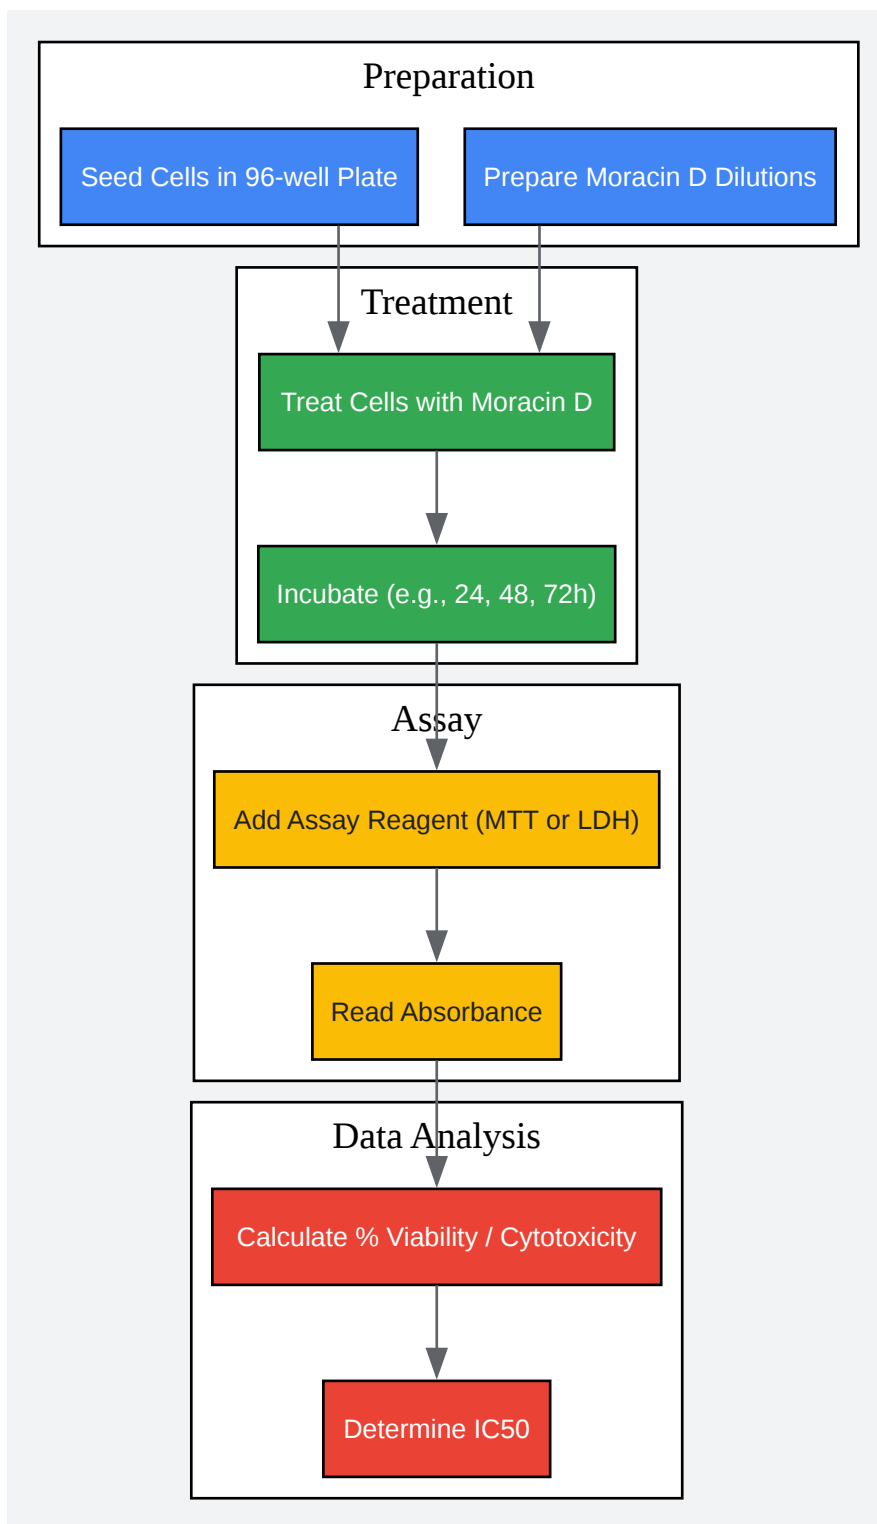 Preparation
Seed Cells in 96-well Plate
Prepare Moracin D Dilutions
Treatment
Treat Cells with Moracin D
Incubate (e.g., 24, 48, 72h)
Assay
Add Assay Reagent (MTT or LDH)
Read Absorbance
Data Analysis
Calculate % Viability / Cytotoxicity
Determine IC50